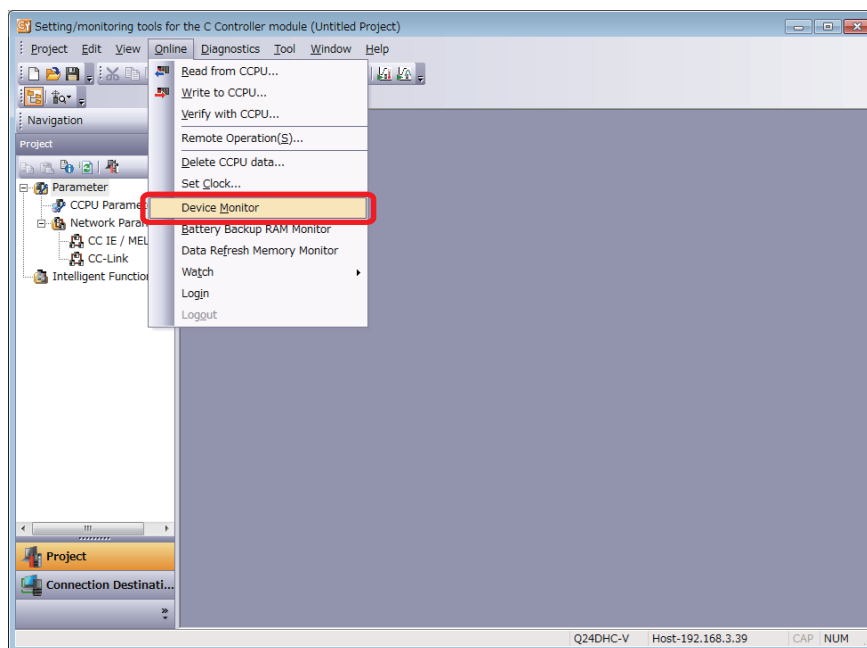 Setting/monitoring tools for the C Controller module (Untitled Project)
Project Edit View Online Diagnostics Tool Window Help
Read from CCPU...
Write to CCPU...
Verify with CCPU...
Remote Operation(S)...
Delete CCPU data...
Set Clock...
Device Monitor
Battery Backup RAM Monitor
Data Refresh Memory Monitor
Watch
Login
Logout
Navigation
Project
Parameter
CCPU Parame
Network Param
CC IE / MEL
CC-Link
Intelligent Function
Project
Connection Destinati...
Q24DHC-V Host-192.168.3.39 CAP NUM